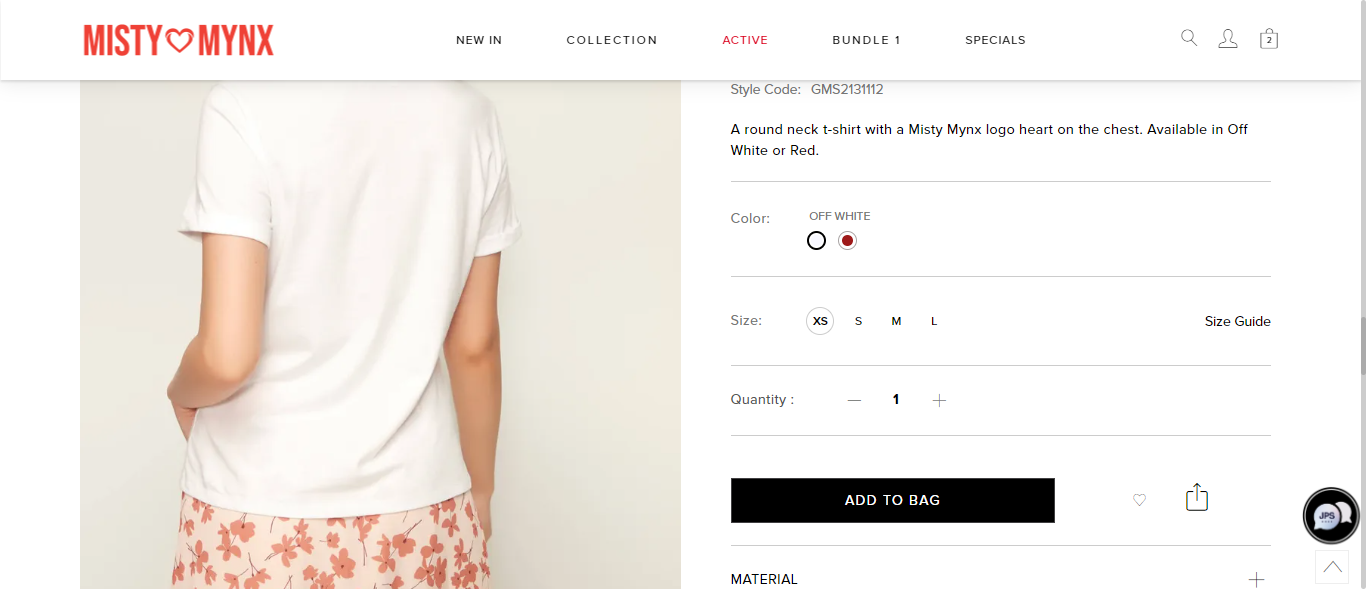 MISTY MYNX
NEW IN
COLLECTION
ACTIVE
BUNDLE 1
SPECIALS
2
Style Code: GMS2131112
A round neck t-shirt with a Misty Mynx logo heart on the chest. Available in Off
White or Red.
Color:
OFF WHITE
Size:
XS
S
M
L
Size Guide
Quantity :
1
ADD TO BAG
JPS
MATERIAL